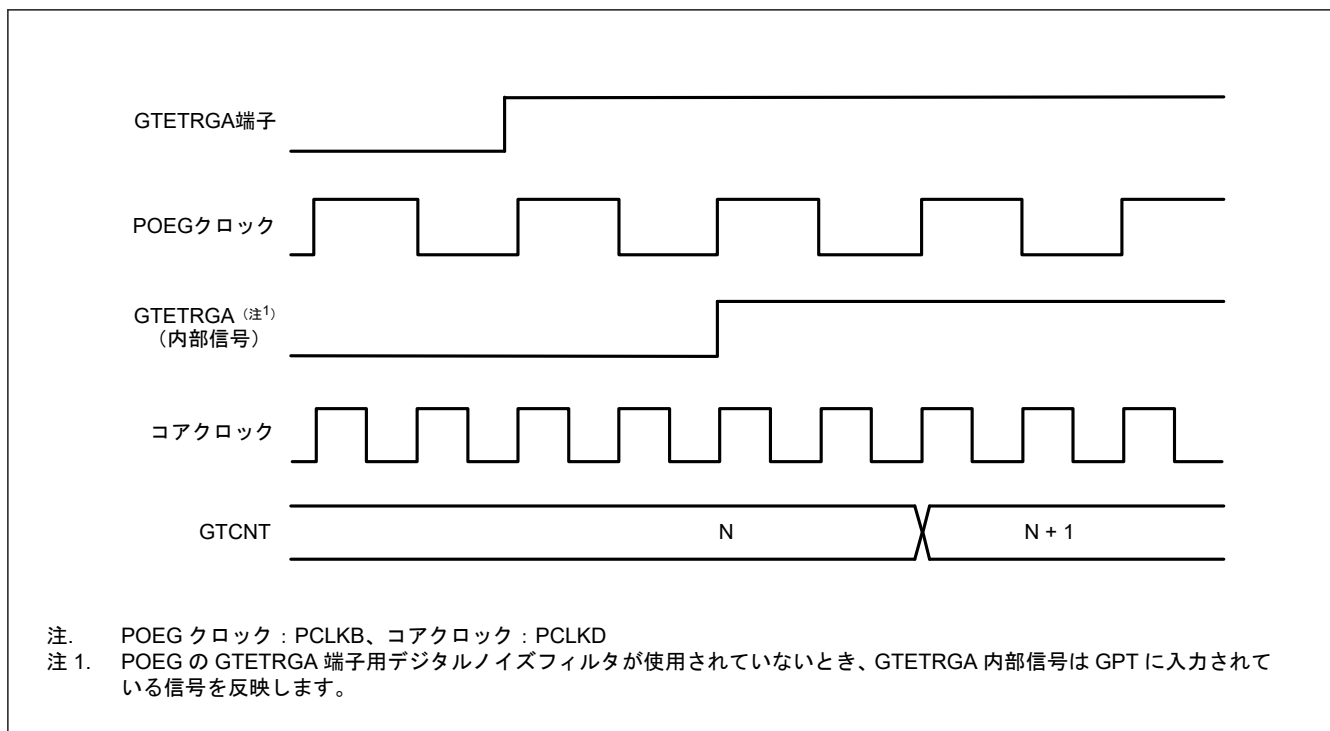 GTETRGA端子
POEGクロック
GTETRGA（注1）
（内部信号）
コアクロック
GTCNT
N
N + 1
注. POEG クロック：PCLKB、コアクロック：PCLKD
注 1. POEG の GTETRGA 端子用デジタルノイズフィルタが使用されていないとき、GTETRGA 内部信号は GPT に入力されて
いる信号を反映します。